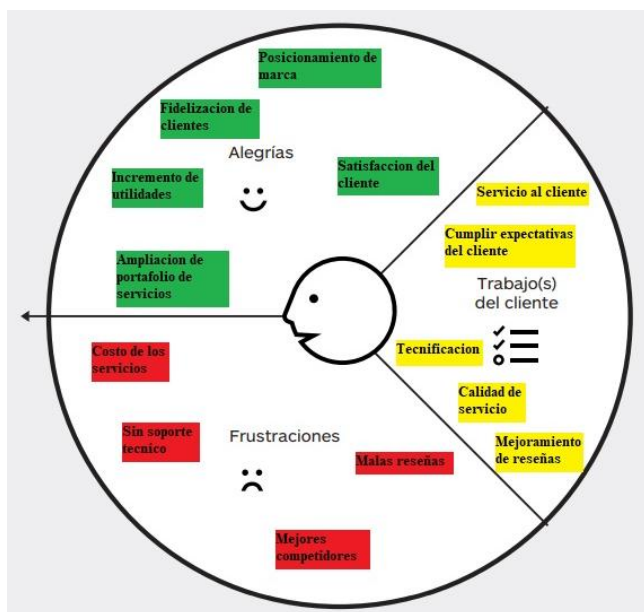 Posicionamiento de
marca
Fidelizacion de
clientes
Alegrías
Incremento de
utilidades
Satisfaccion del
cliente
Ampliacion de
portafolio de
servicios
Servicio al cliente
Cumplir expectativas
del cliente
Trabajo(s)
del cliente
Tecnificacion
Calidad de
servicio
Mejoramiento
de reseñas
Costo de los
servicios
Sin soporte
tecnico
Frustraciones
Malas reseñas
Mejores
competidores